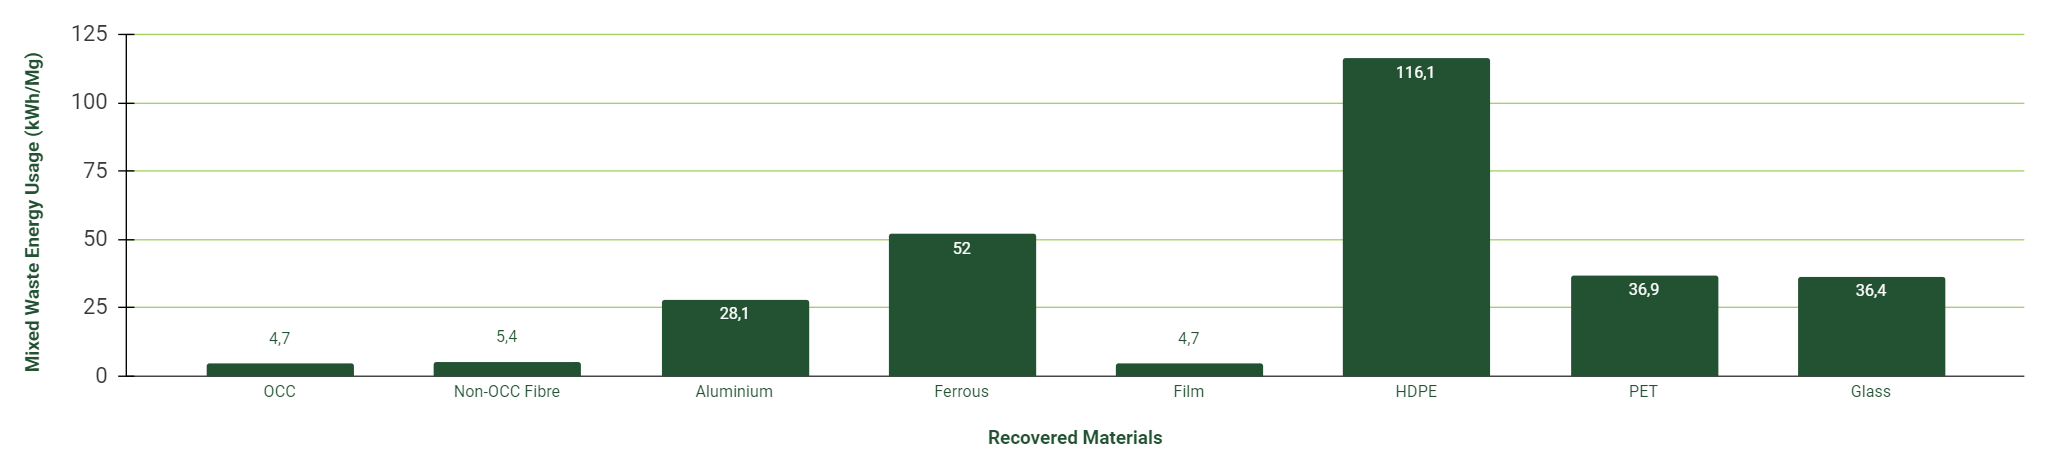 Mixed Waste Energy Usage (kWh/Mg)
125
100
75
50
25
0
4,7
5,4
28,1
52
4,7
116,1
36,9
36,4
OCC
Non-OCC Fibre
Aluminium
Ferrous
Film
HDPE
PET
Glass
Recovered Materials